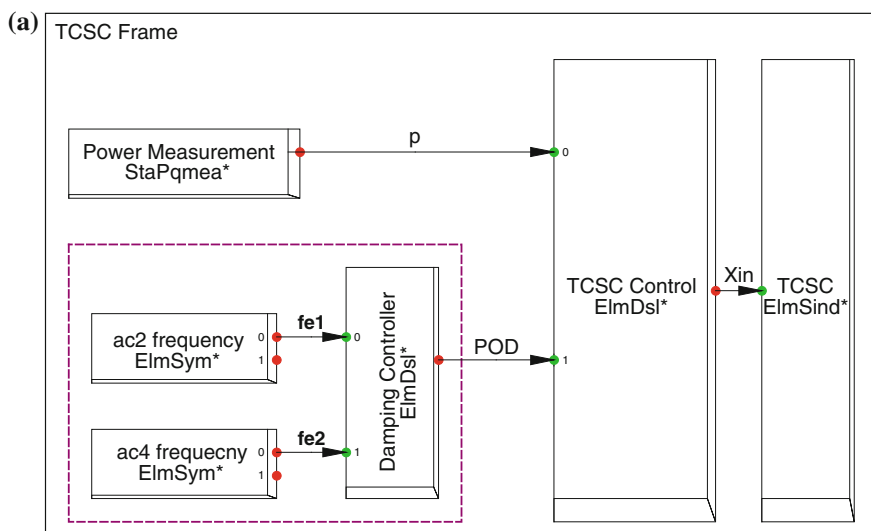 (a)
TCSC Frame
Power Measurement
StaPqmea*
p
0
ac2 frequency
ElmSym*
0
1
fe1
0
ac4 frequecny
ElmSym*
0
1
fe2
1
Damping Controller
ElmDsl*
POD
1
TCSC Control
ElmDsl*
Xin
TCSC
ElmSind*